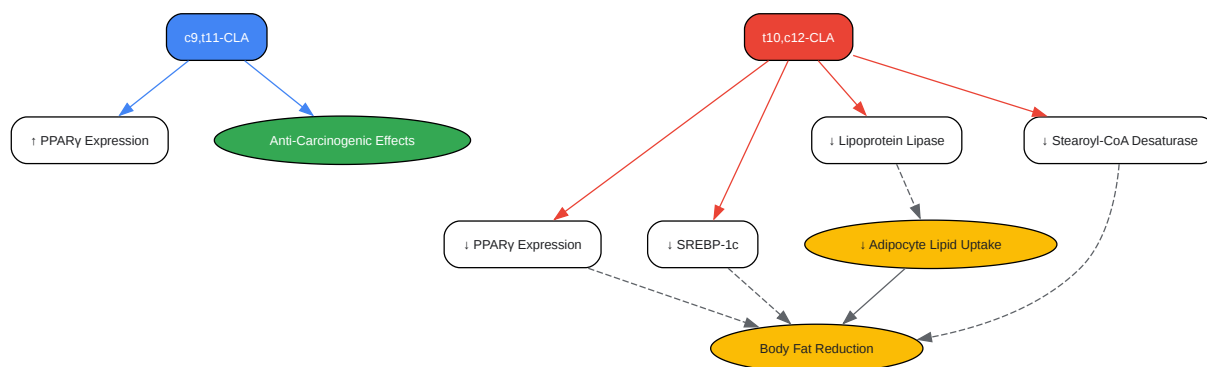 c9,t11-CLA
t10,c12-CLA
↑ PPARγ Expression
Anti-Carcinogenic Effects
↓ Lipoprotein Lipase
↓ Stearoyl-CoA Desaturase
↓ PPARγ Expression
↓ SREBP-1c
↓ Adipocyte Lipid Uptake
Body Fat Reduction